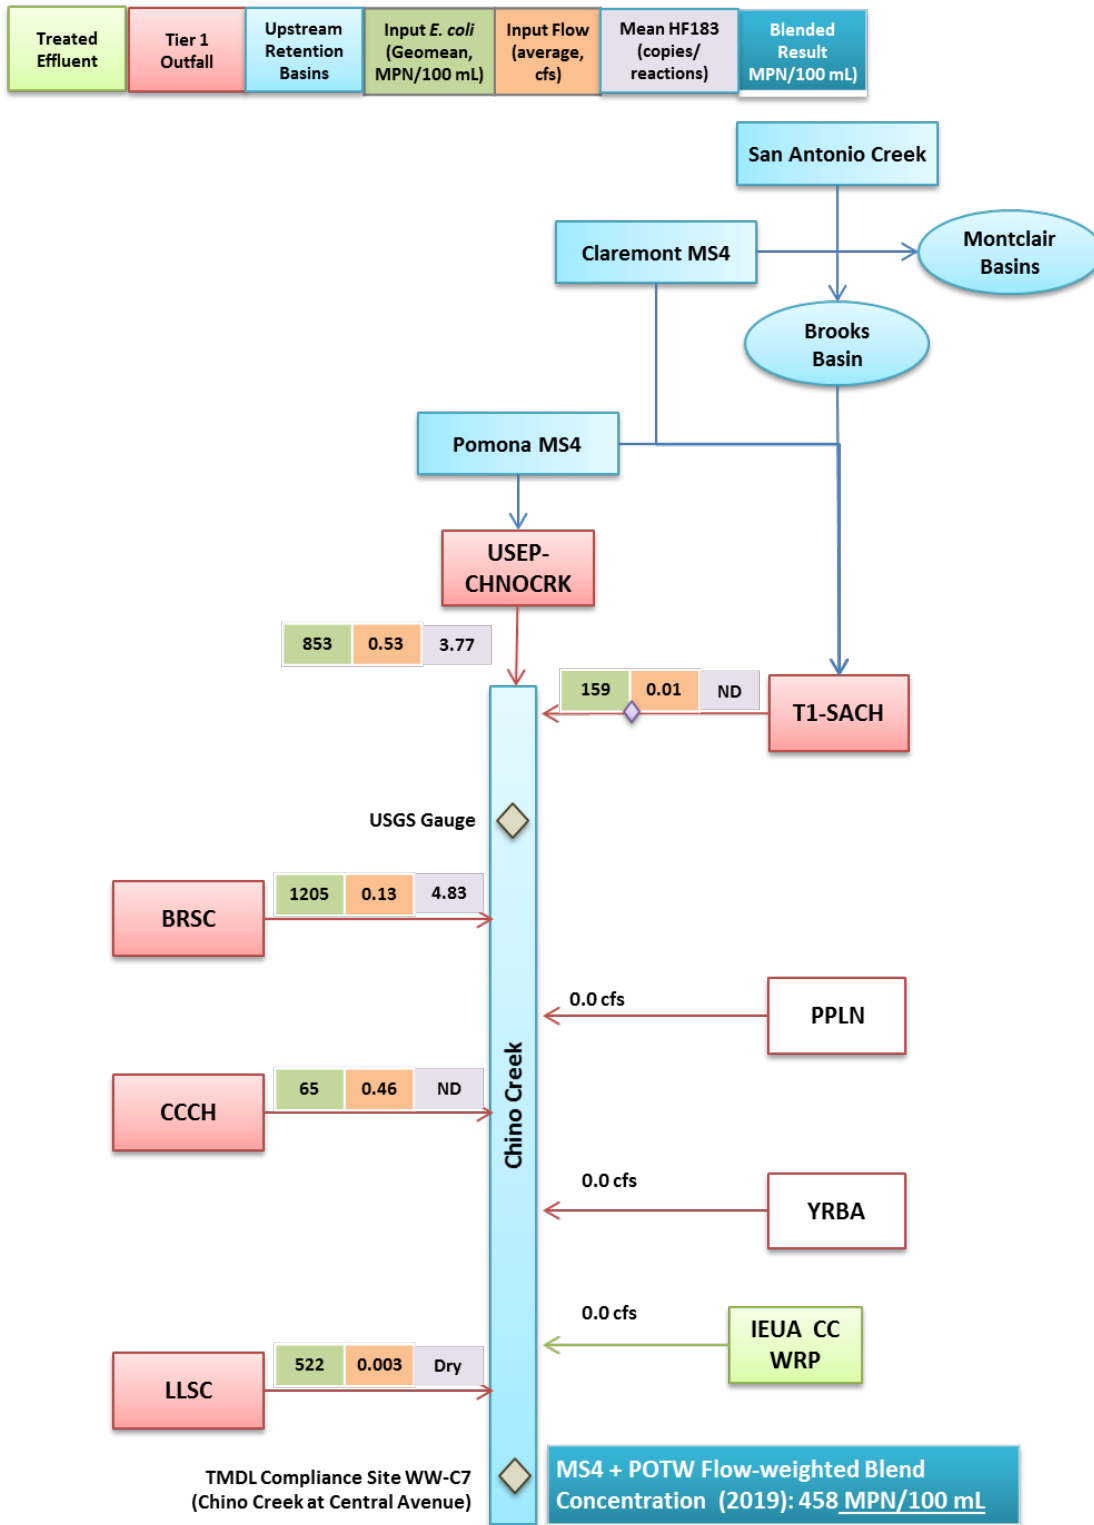 Treated
Effluent
Tier 1
Outfall
Upstream
Retention
Basins
Input E. coli
(Geomean,
MPN/100 mL)
Input Flow
(average,
cfs)
Mean HF183
(copies/
reactions)
Blended
Result
MPN/100 mL)
San Antonio Creek
Claremont MS4
Montclair
Basins
Brooks
Basin
Pomona MS4
USEP-
CHNOCRK
853 0.53 3.77
159 0.01 ND
T1-SACH
USGS Gauge
BRSC
1205 0.13 4.83
0.0 cfs
PPLN
Chino Creek
CCCH
65 0.46 ND
0.0 cfs
YRBA
0.0 cfs
IEUA CC
WRP
LLSC
522 0.003 Dry
TMDL Compliance Site WW-C7
(Chino Creek at Central Avenue)
MS4 + POTW Flow-weighted Blend
Concentration (2019): 458 MPN/100 mL